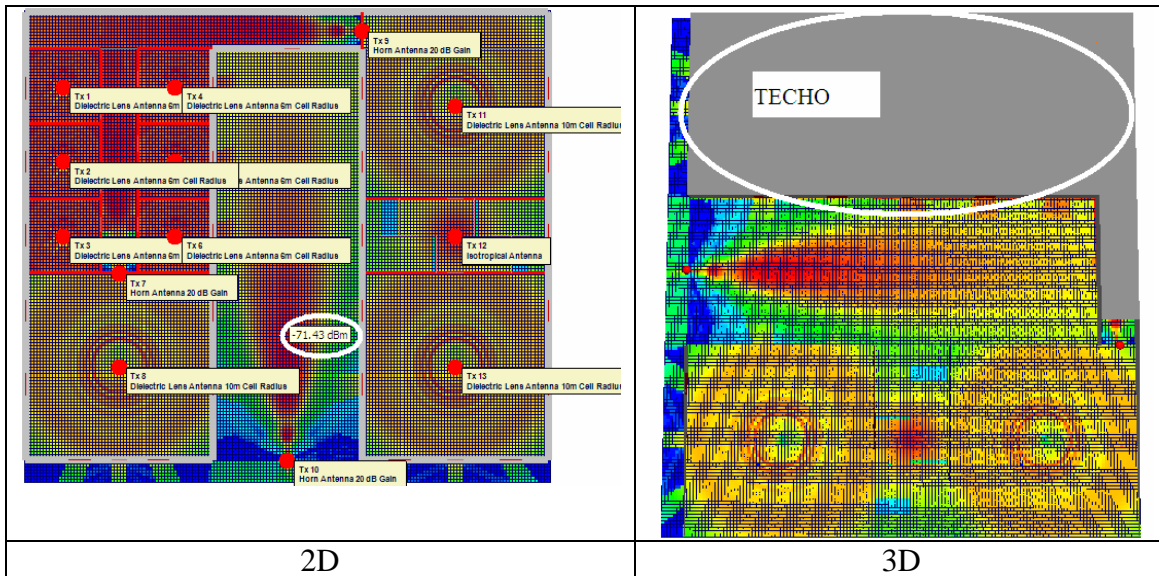 Tx 9
Horn Antenna 20 dB Gain
Tx 1
Dielectric Lens Antenna 6m
Tx 4
Dielectric Lens Antenna 6m Cell Radius
Tx 11
Dielectric Lens Antenna 10m Cell Radius
TECHO
Tx 2
Dielectric Lens Antenna 6m Cell Radius
Antenna 6m Cell Radius
Tx 3
Dielectric Lens Antenna 6m
Tx 6
Dielectric Lens Antenna 6m Cell Radius
Tx 12
Isotropical Antenna
Tx 7
Horn Antenna 20 dB Gain
-71.43 dBm
Tx 8
Dielectric Lens Antenna 10m Cell Radius
Tx 13
Dielectric Lens Antenna 10m Cell Radius
Tx 10
Horn Antenna 20 dB Gain
2D
3D